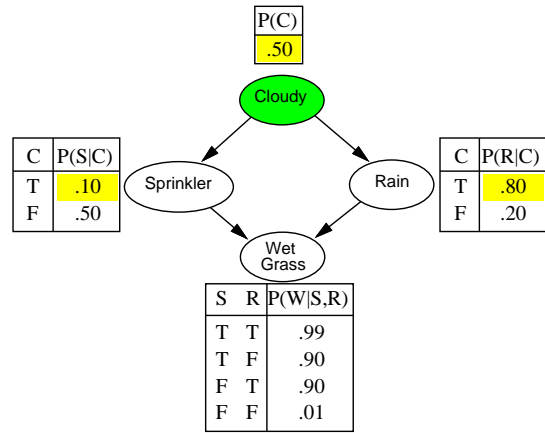 P(C)
.50
Cloudy
C P(S|C)
T .10
F .50
Sprinkler
Rain
C P(R|C)
T .80
F .20
Wet
Grass
S R P(W|S,R)
T T .99
T F .90
F T .90
F F .01